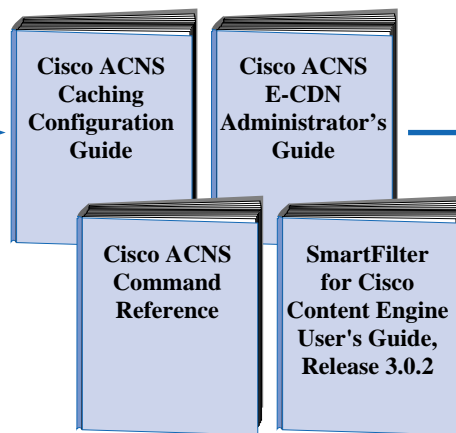 Cisco ACNS
Caching
Configuration
Guide
Cisco ACNS
E-CDN
Administrator's
Guide
Cisco ACNS
Command
Reference
SmartFilter
for Cisco
Content Engine
User's Guide,
Release 3.0.2